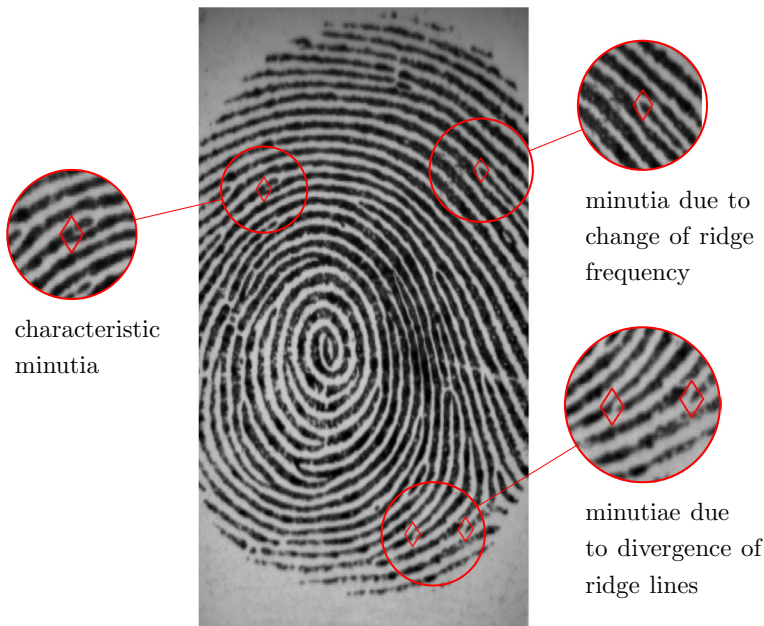 characteristic
minutia
minutia due to
change of ridge
frequency
minutiae due
to divergence of
ridge lines